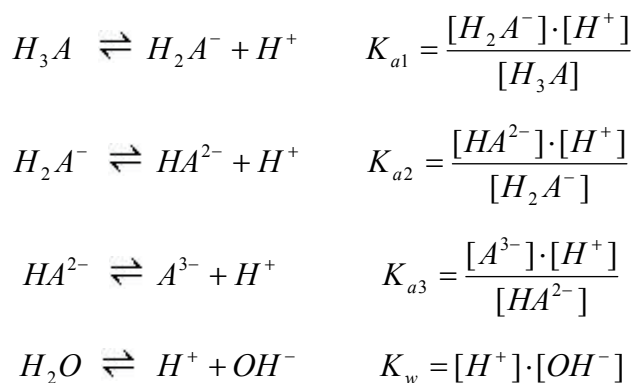 H₃A ⇌ H₂A⁻ + H⁺ Kₐ₁ = [H₂A⁻]·[H⁺] / [H₃A]
H₂A⁻ ⇌ HA²⁻ + H⁺ Kₐ₂ = [HA²⁻]·[H⁺] / [H₂A⁻]
HA²⁻ ⇌ A³⁻ + H⁺ Kₐ₃ = [A³⁻]·[H⁺] / [HA²⁻]
H₂O ⇌ H⁺ + OH⁻ K_w = [H⁺]·[OH⁻]